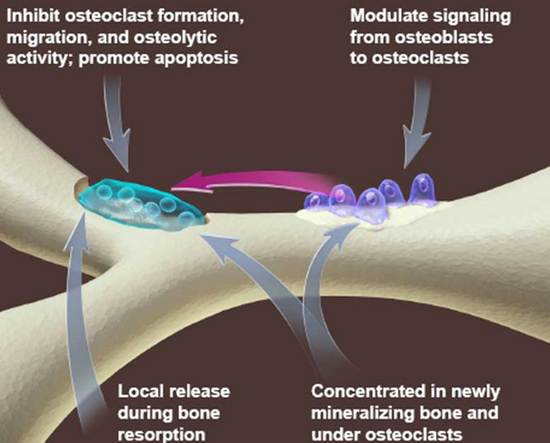 Inhibit osteoclast formation,
migration, and osteolytic
activity; promote apoptosis
Modulate signaling
from osteoblasts
to osteoclasts
Local release
during bone
resorption
Concentrated in newly
mineralizing bone and
under osteoclasts